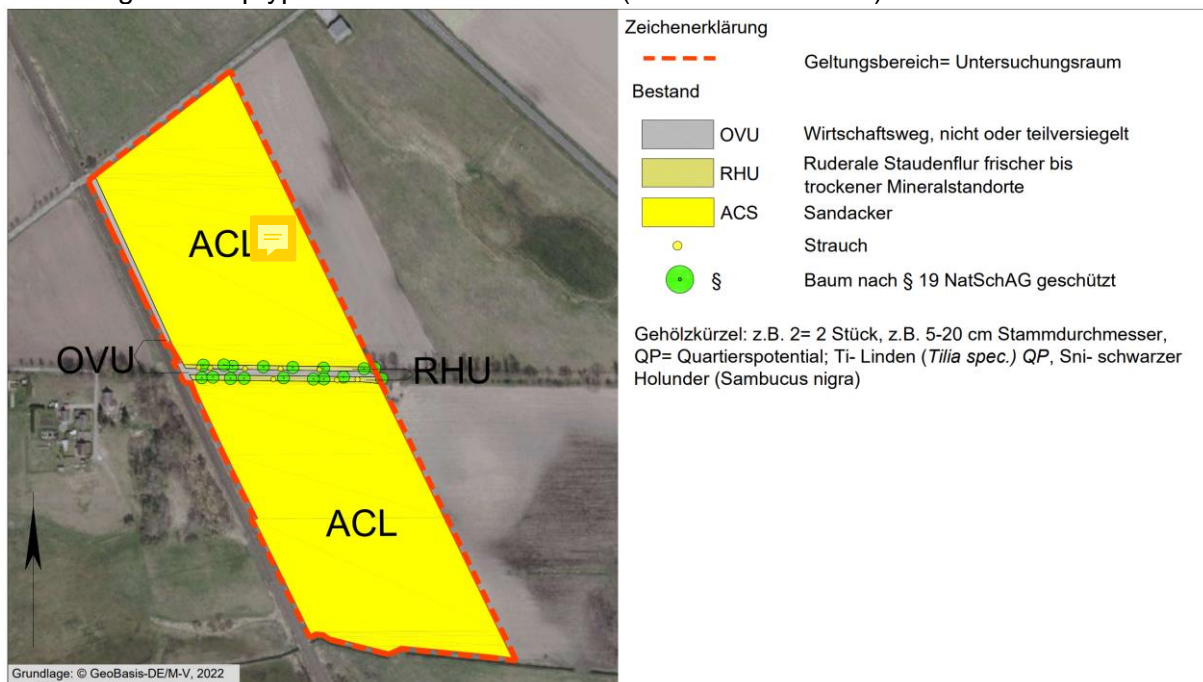 Zeichenerklärung
Geltungsbereich= Untersuchungsraum
Bestand
OVU Wirtschaftsweg, nicht oder teilversiegelt
RHU Ruderale Staudenflur frischer bis
trockener Mineralstandorte
ACS Sandacker
Strauch
§ Baum nach § 19 NatSchAG geschützt
Gehölzkürzel: z.B. 2= 2 Stück, z.B. 5-20 cm Stammdurchmesser,
QP= Quartierspotential; Ti- Linden (Tilia spec.) QP, Sni- schwarzer
Holunder (Sambucus nigra)
ACL
OVU
RHU
ACL
Grundlage: © GeoBasis-DE/M-V, 2022